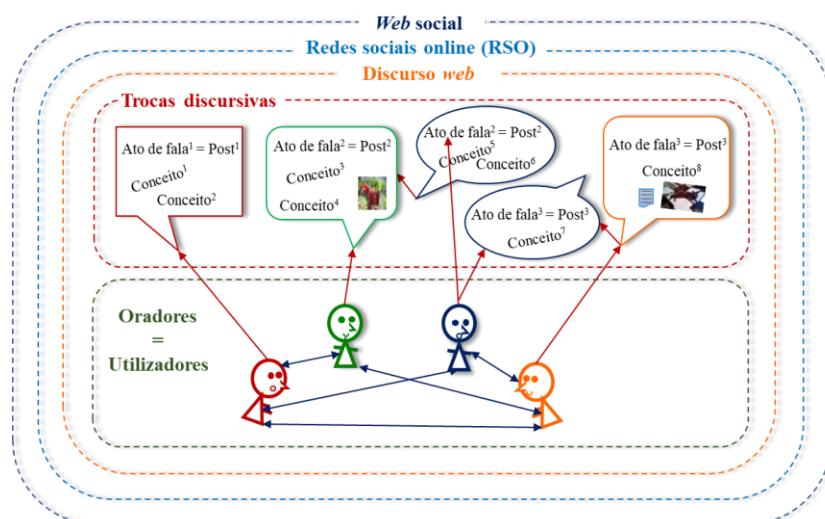 Web social
Redes sociais online (RSO)
Discurso web
Trocas discursivas
Ato de fala¹ = Post¹
Conceito¹
Conceito²
Ato de fala² = Post²
Conceito³
Conceito⁴
Ato de fala² = Post²
Conceito⁵
Conceito⁶
Ato de fala³ = Post³
Conceito⁷
Ato de fala³ = Post³
Conceito⁸
Oradores
=
Utilizadores